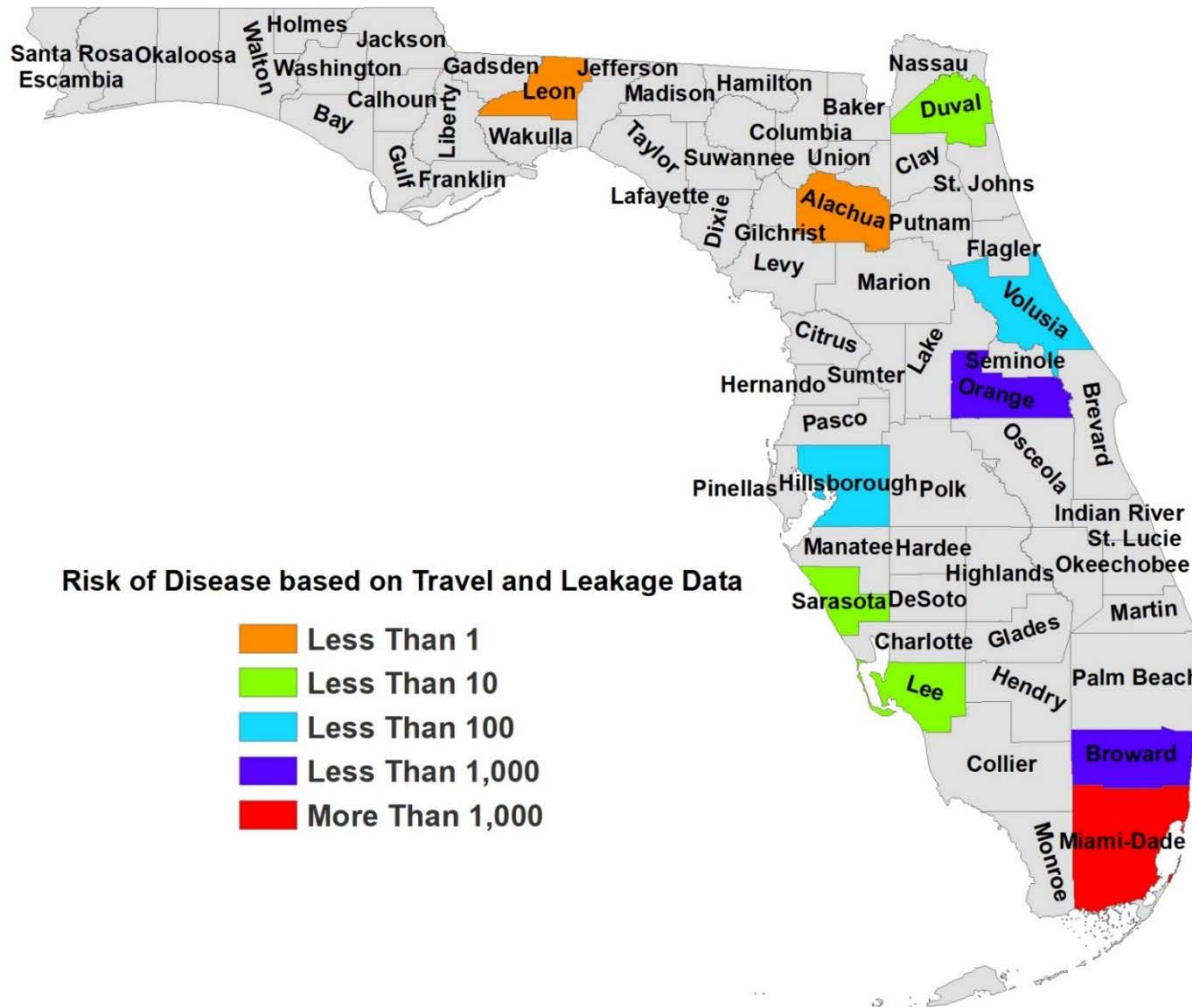 Holmes
Jackson
Santa Rosa
Okaloosa
Walton
Escambia
Washington
Gadsden
Leon
Jefferson
Calhoun
Liberty
Bay
Gulf
Franklin
Wakulla
Madison
Hamilton
Taylor
Suwannee
Columbia
Baker
Nassau
Duval
Union
Clay
St. Johns
Lafayette
Dixie
Gilchrist
Alachua
Putnam
Flagler
Levy
Marion
Volusia
Citrus
Sumter
Lake
Seminole
Hernando
Orange
Brevard
Pasco
Osceola
Pinellas
Hillsborough
Polk
Indian River
St. Lucie
Manatee
Hardee
Highlands
Okeechobee
Sarasota
DeSoto
Martin
Charlotte
Glades
Lee
Hendry
Palm Beach
Collier
Broward
Monroe
Miami-Dade
Risk of Disease based on Travel and Leakage Data
Less Than 1
Less Than 10
Less Than 100
Less Than 1,000
More Than 1,000